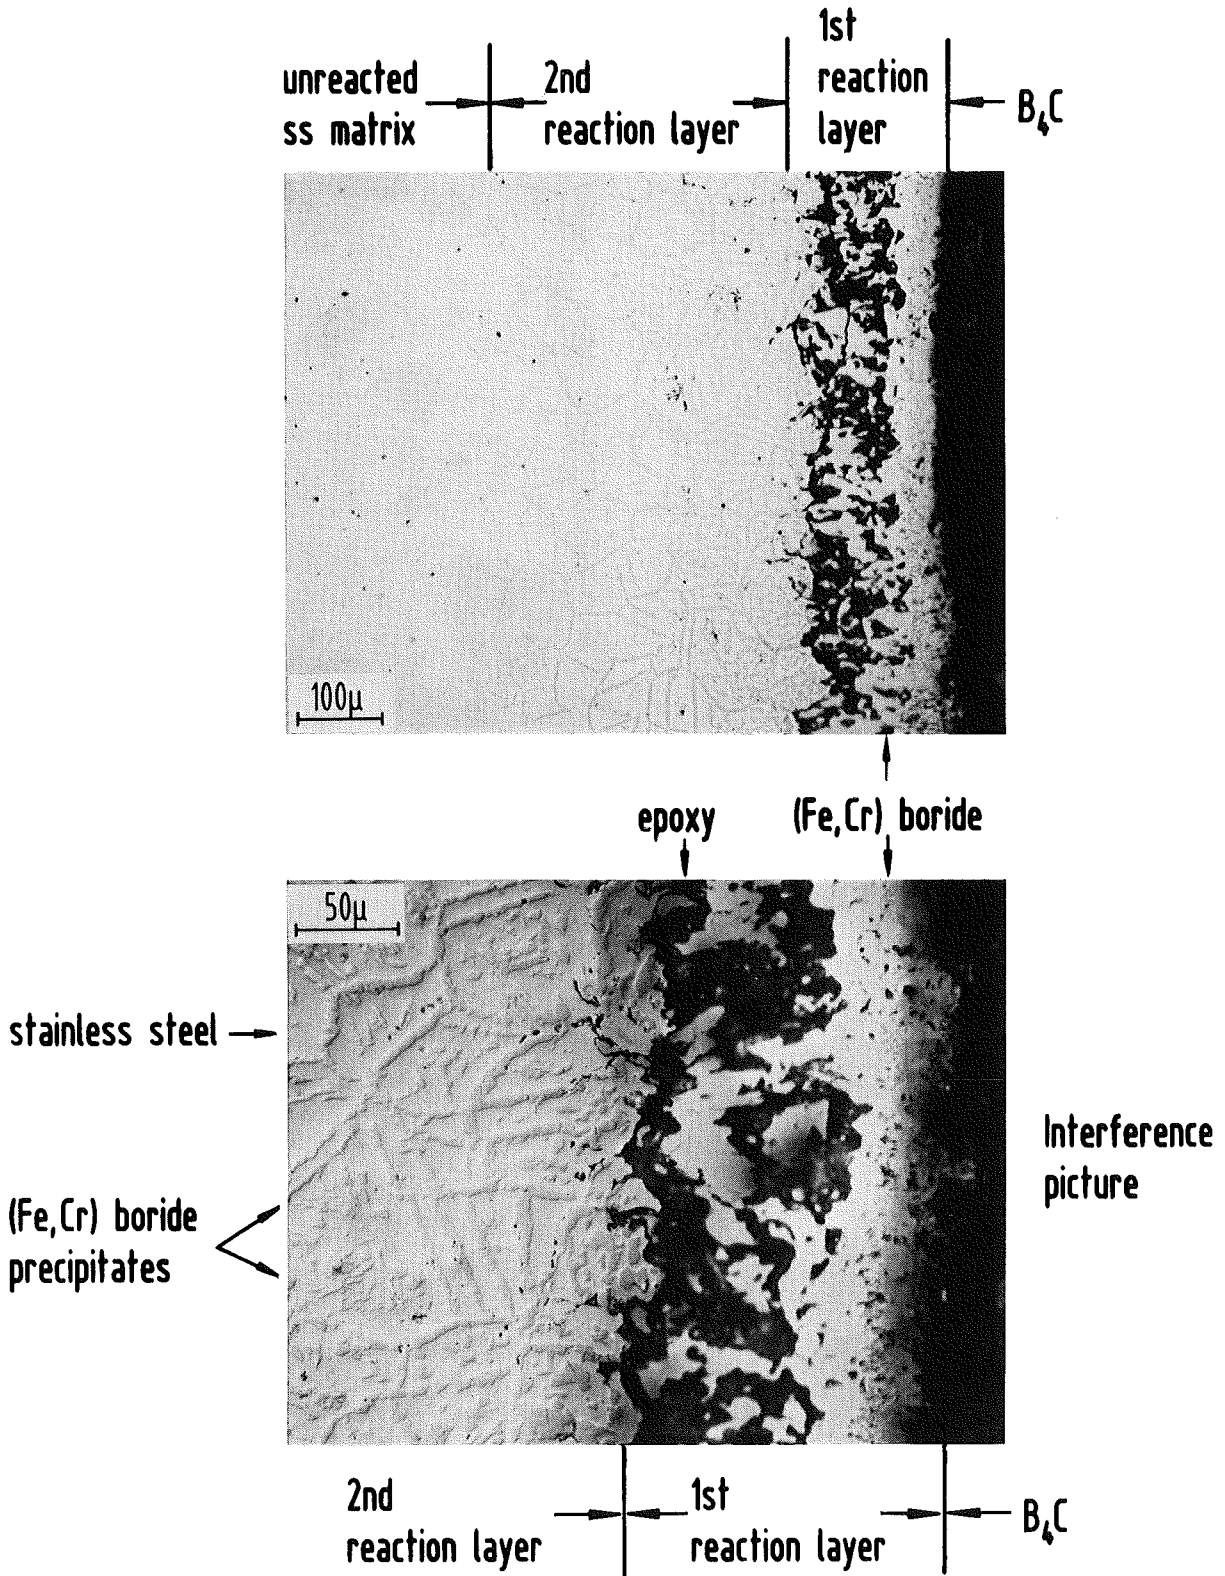 unreacted
ss matrix
2nd
reaction layer
1st
reaction
layer
B₄C
100μ
epoxy
(Fe,Cr) boride
50μ
stainless steel
(Fe,Cr) boride
precipitates
Interference
picture
2nd
reaction layer
1st
reaction layer
B₄C